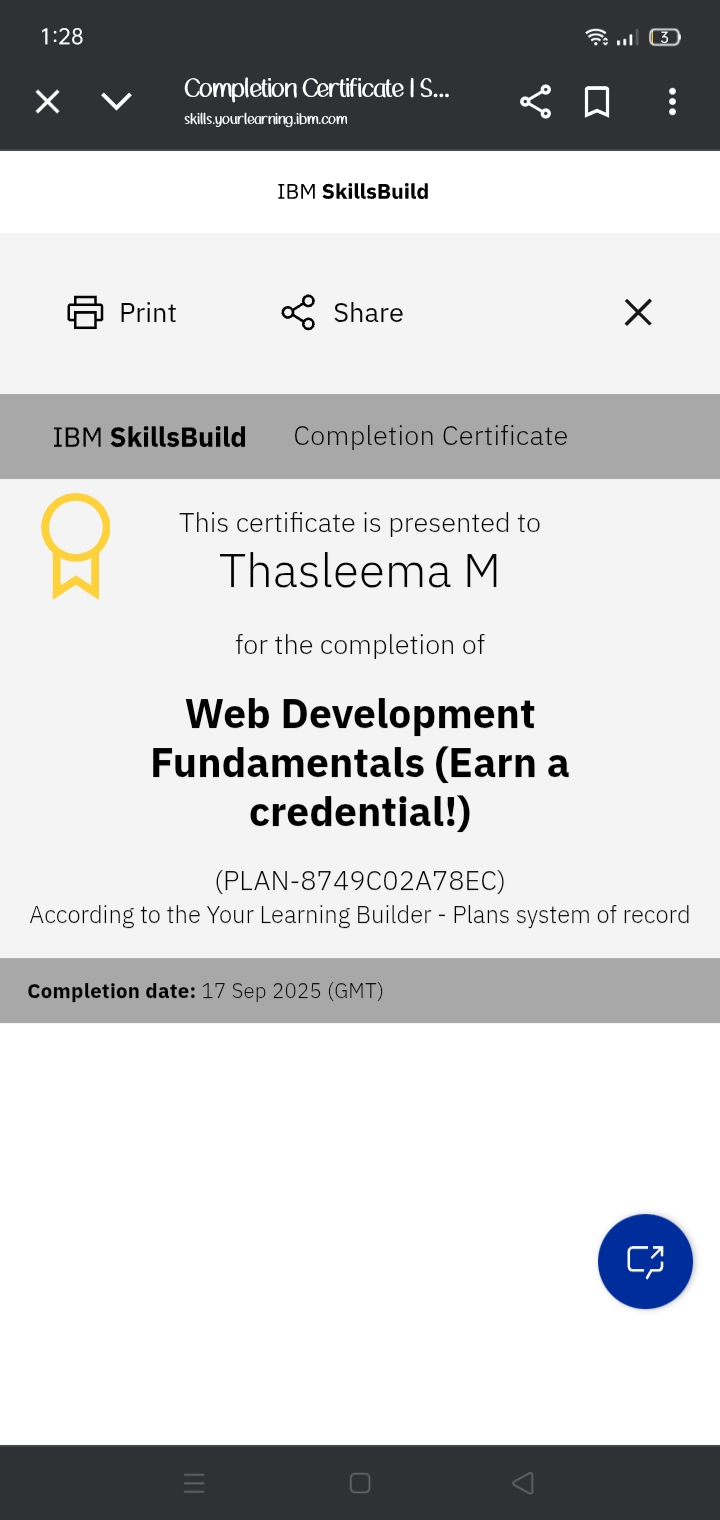 1:28
3
Completion Certificate | S...
skills.yourlearning.ibm.com
IBM SkillsBuild
Print
Share
IBM SkillsBuild Completion Certificate
This certificate is presented to
Thasleema M
for the completion of
Web Development
Fundamentals (Earn a
credential!)
(PLAN-8749C02A78EC)
According to the Your Learning Builder - Plans system of record
Completion date: 17 Sep 2025 (GMT)